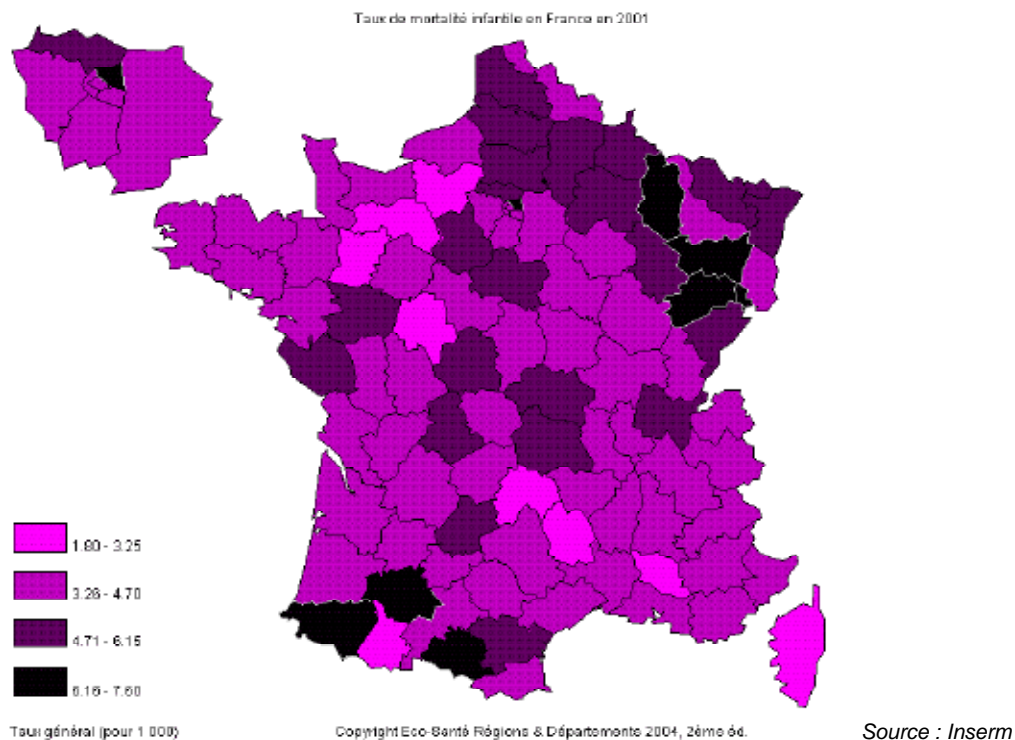 Taux de mortalité infantile en France en 2001
1.80 - 3.25
3.26 - 4.70
4.71 - 6.15
6.16 - 7.60
Taux général (pour 1 000)
Copyright Eco-Santé Régions & Départements 2004, 2ème éd.
Source : Inserm